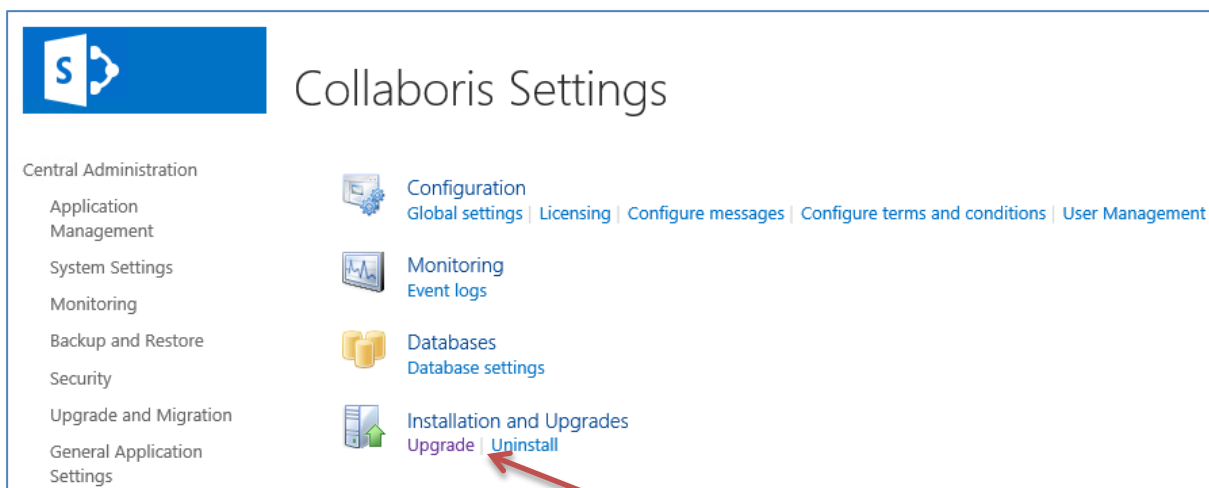 S
Collaboris Settings
Central Administration
Application
Management
System Settings
Monitoring
Backup and Restore
Security
Upgrade and Migration
General Application
Settings
Configuration
Global settings | Licensing | Configure messages | Configure terms and conditions | User Management
Monitoring
Event logs
Databases
Database settings
Installation and Upgrades
Upgrade | Uninstall